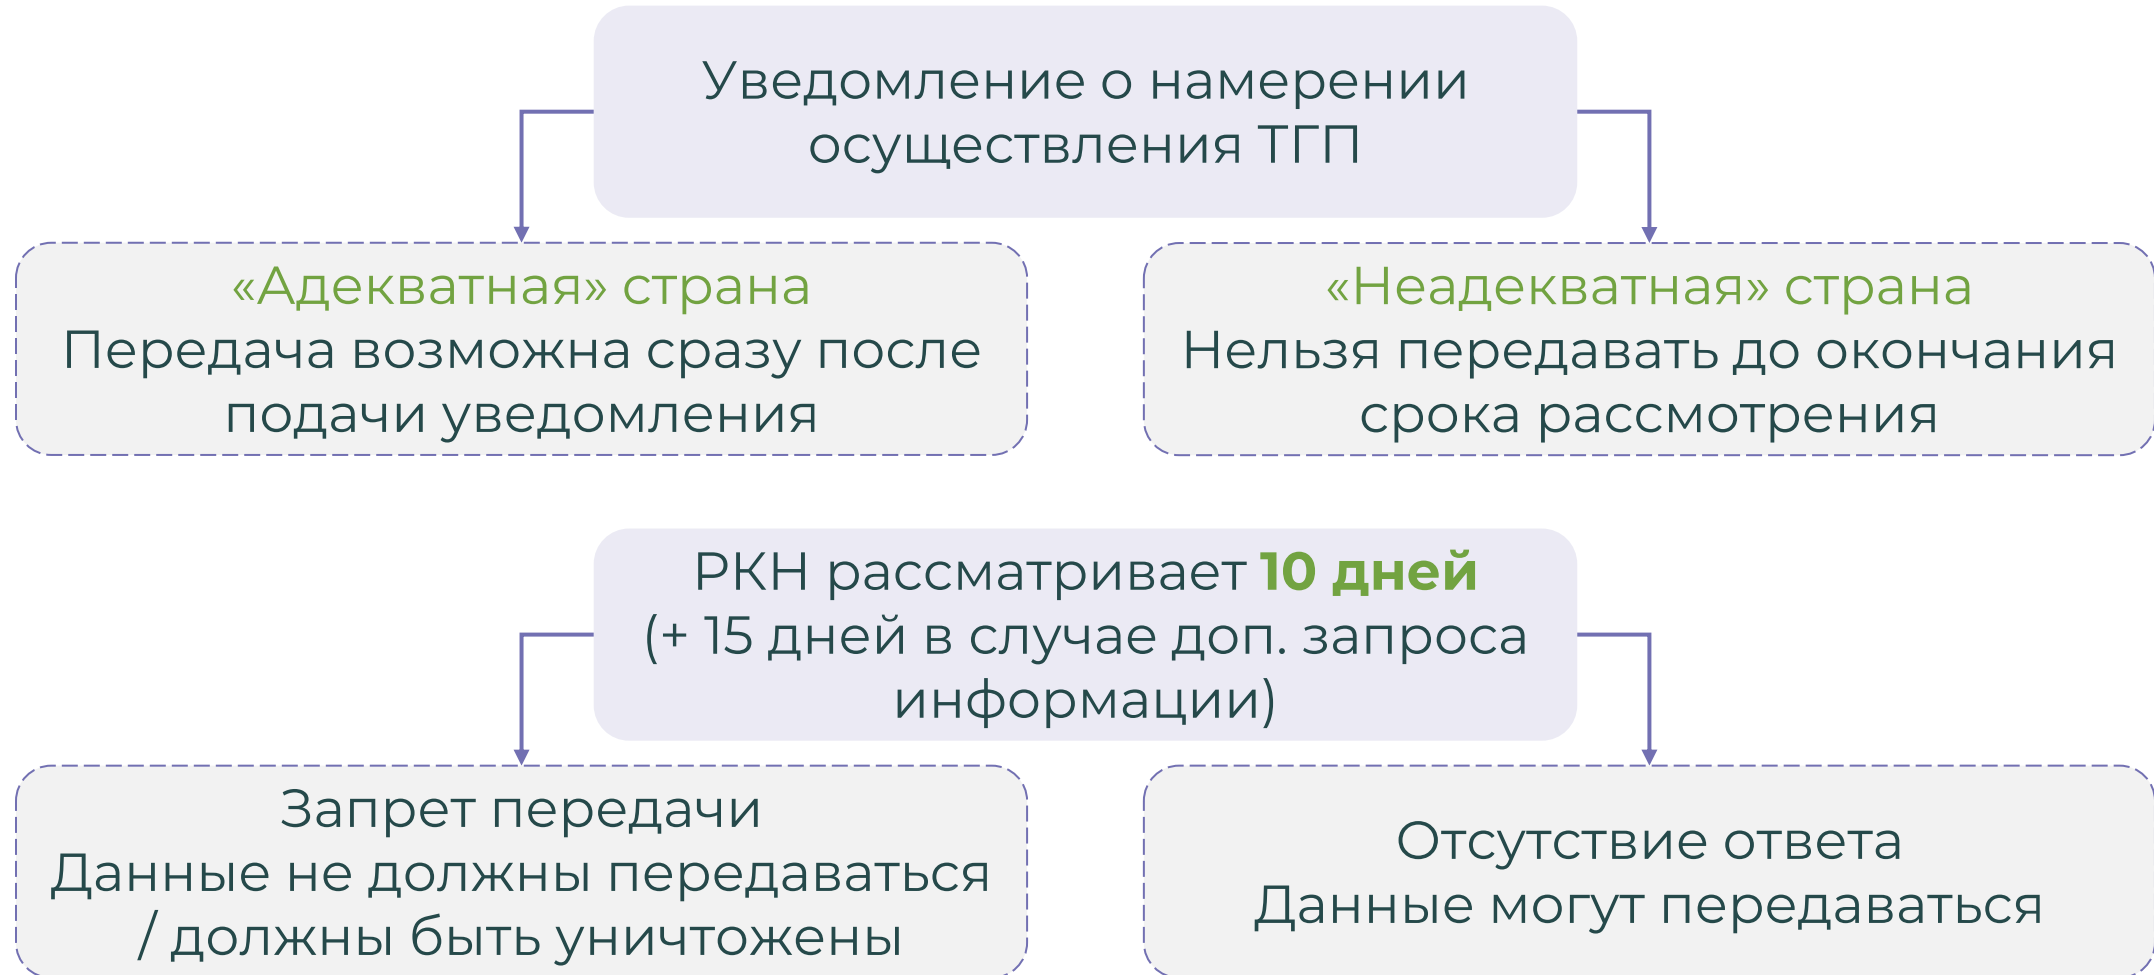 Уведомление о намерении
осуществления ТГП
«Адекватная» страна
Передача возможна сразу после
подачи уведомления
«Неадекватная» страна
Нельзя передавать до окончания
срока рассмотрения
РКН рассматривает 10 дней
(+ 15 дней в случае доп. запроса
информации)
Запрет передачи
Данные не должны передаваться
/ должны быть уничтожены
Отсутствие ответа
Данные могут передаваться